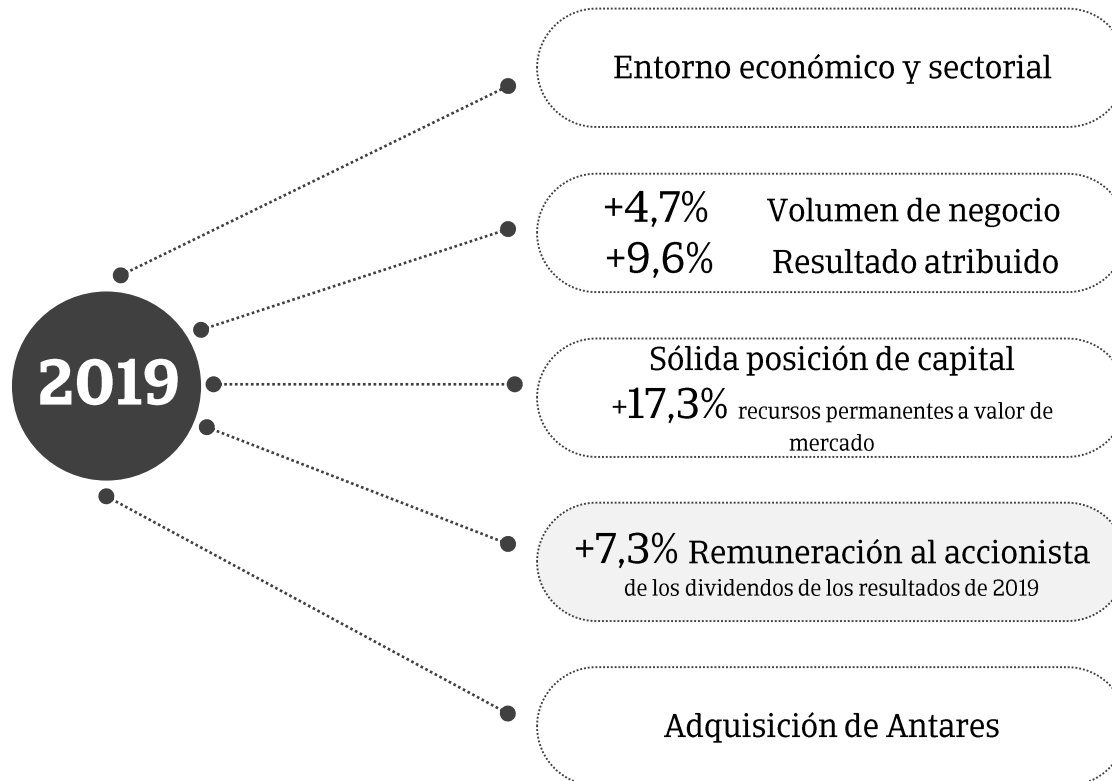 2019
Entorno económico y sectorial
+4,7% Volumen de negocio
+9,6% Resultado atribuido
Sólida posición de capital
+17,3% recursos permanentes a valor de
mercado
+7,3% Remuneración al accionista
de los dividendos de los resultados de 2019
Adquisición de Antares